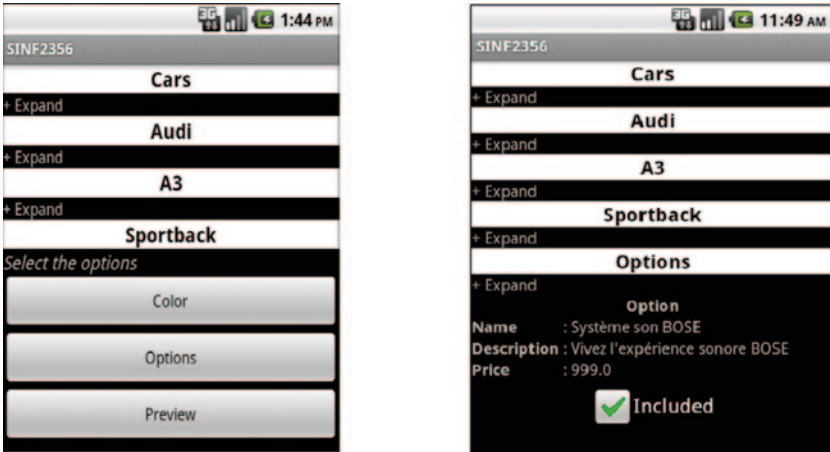 3G 1:44 PM
SINF2356
Cars
+ Expand
Audi
+ Expand
A3
+ Expand
Sportback
Select the options
Color
Options
Preview
3G 11:49 AM
SINF2356
Cars
+ Expand
Audi
+ Expand
A3
+ Expand
Sportback
+ Expand
Options
+ Expand
Option
Name : Système son BOSE
Description : Vivez l'expérience sonore BOSE
Price : 999.0
Included